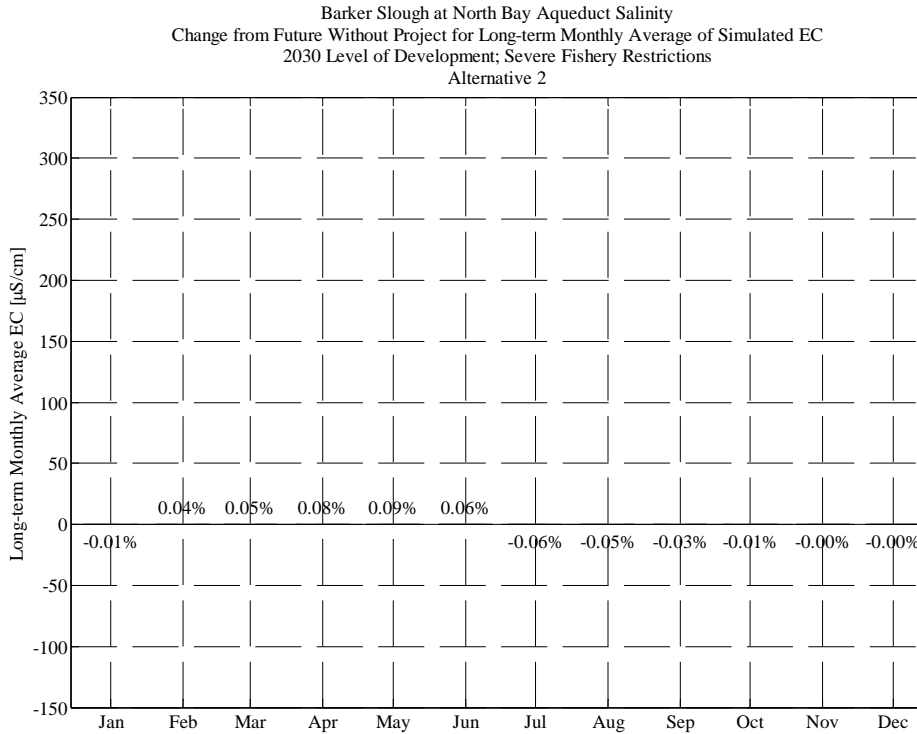 Barker Slough at North Bay Aqueduct Salinity
Change from Future Without Project for Long-term Monthly Average of Simulated EC
2030 Level of Development; Severe Fishery Restrictions
Alternative 2
Long-term Monthly Average EC [µS/cm]
350
300
250
200
150
100
50
0
-50
-100
-150
0.04% 0.05% 0.08% 0.09% 0.06%
-0.01% -0.06% -0.05% -0.03% -0.01% -0.00% -0.00%
Jan Feb Mar Apr May Jun Jul Aug Sep Oct Nov Dec